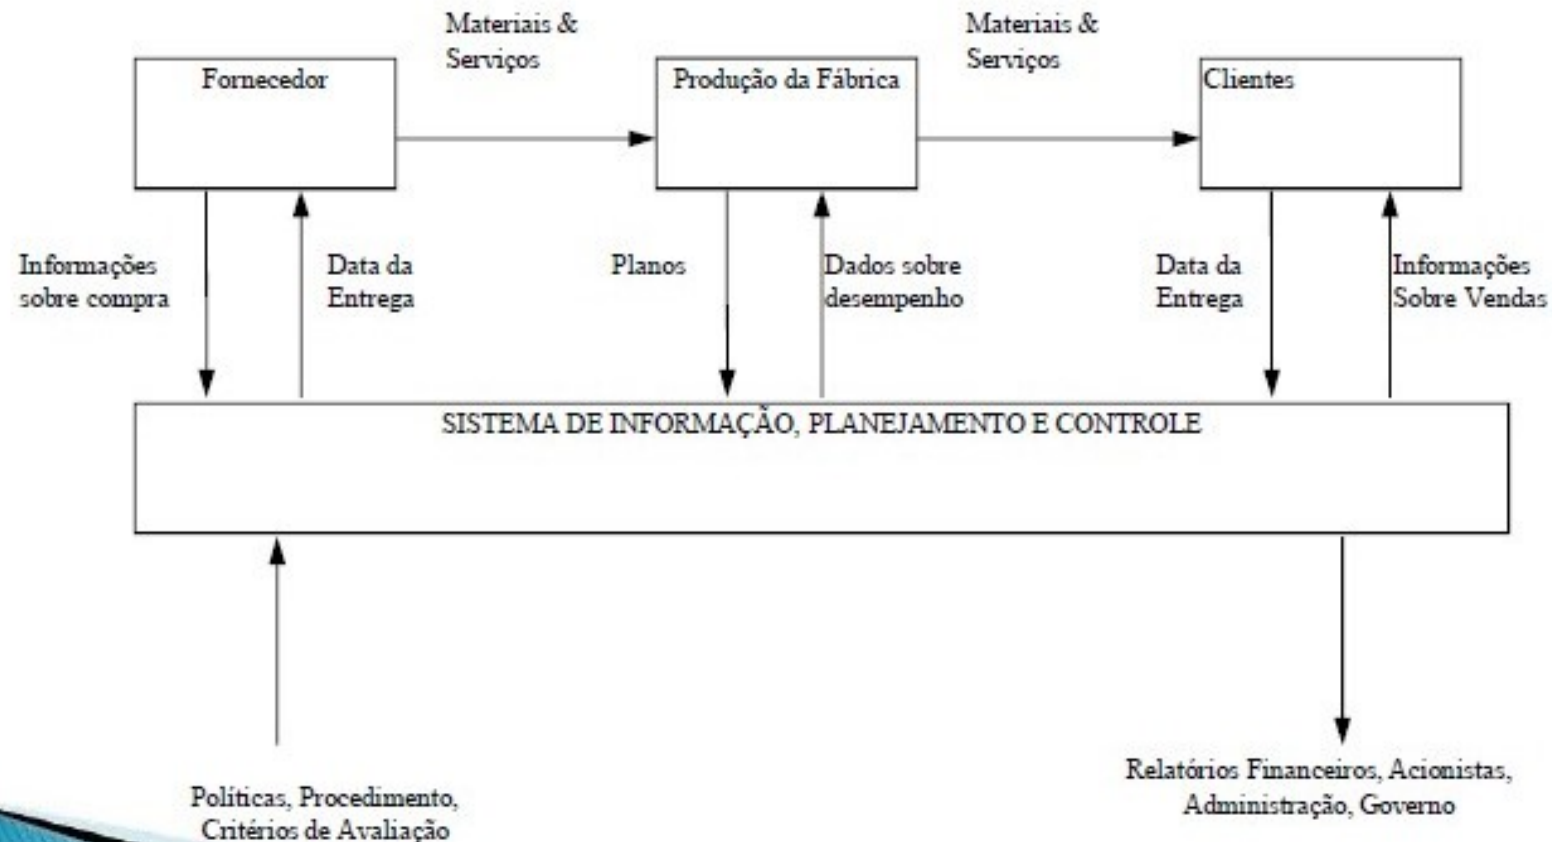 Materiais &
Serviços
Materiais &
Serviços
Fornecedor
Produção da Fábrica
Clientes
Informações
sobre compra
Data da
Entrega
Planos
Dados sobre
desempenho
Data da
Entrega
Informações
Sobre Vendas
SISTEMA DE INFORMAÇÃO, PLANEJAMENTO E CONTROLE
Políticas, Procedimento,
Critérios de Avaliação
Relatórios Financeiros, Acionistas,
Administração, Governo